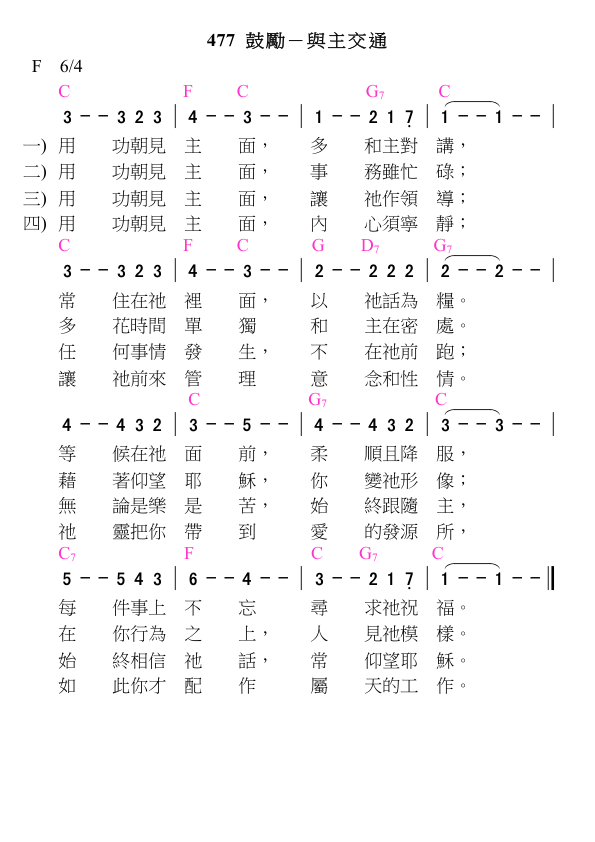 477 鼓勵－與主交通
F 6/4
C F C G7 C
3 - - 3 2 3 | 4 - - 3 - - | 1 - - 2 1 7̣ | 1 - - 1 - - |
一) 用 功朝見 主 面， 多 和主對 講，
二) 用 功朝見 主 面， 事 務雖忙 碌；
三) 用 功朝見 主 面， 讓 祂作領 導；
四) 用 功朝見 主 面， 內 心須寧 靜；
C F C G D7 G7
3 - - 3 2 3 | 4 - - 3 - - | 2 - - 2 2 2 | 2 - - 2 - - |
常 住在祂 裡 面， 以 祂話為 糧。
多 花時間 單 獨 和 主在密 處。
任 何事情 發 生， 不 在祂前 跑；
讓 祂前來 管 理 意 念和性 情。
C G7 C
4 - - 4 3 2 | 3 - - 5 - - | 4 - - 4 3 2 | 3 - - 3 - - |
等 候在祂 面 前， 柔 順且降 服，
藉 著仰望 耶 穌， 你 變祂形 像；
無 論是樂 是 苦， 始 終跟隨 主，
祂 靈把你 帶 到 愛 的發源 所，
C7 F C G7 C
5 - - 5 4 3 | 6 - - 4 - - | 3 - - 2 1 7̣ | 1 - - 1 - - ‖
每 件事上 不 忘 尋 求祂祝 福。
在 你行為 之 上， 人 見祂模 樣。
始 終相信 祂 話， 常 仰望耶 穌。
如 此你才 配 作 屬 天的工 作。